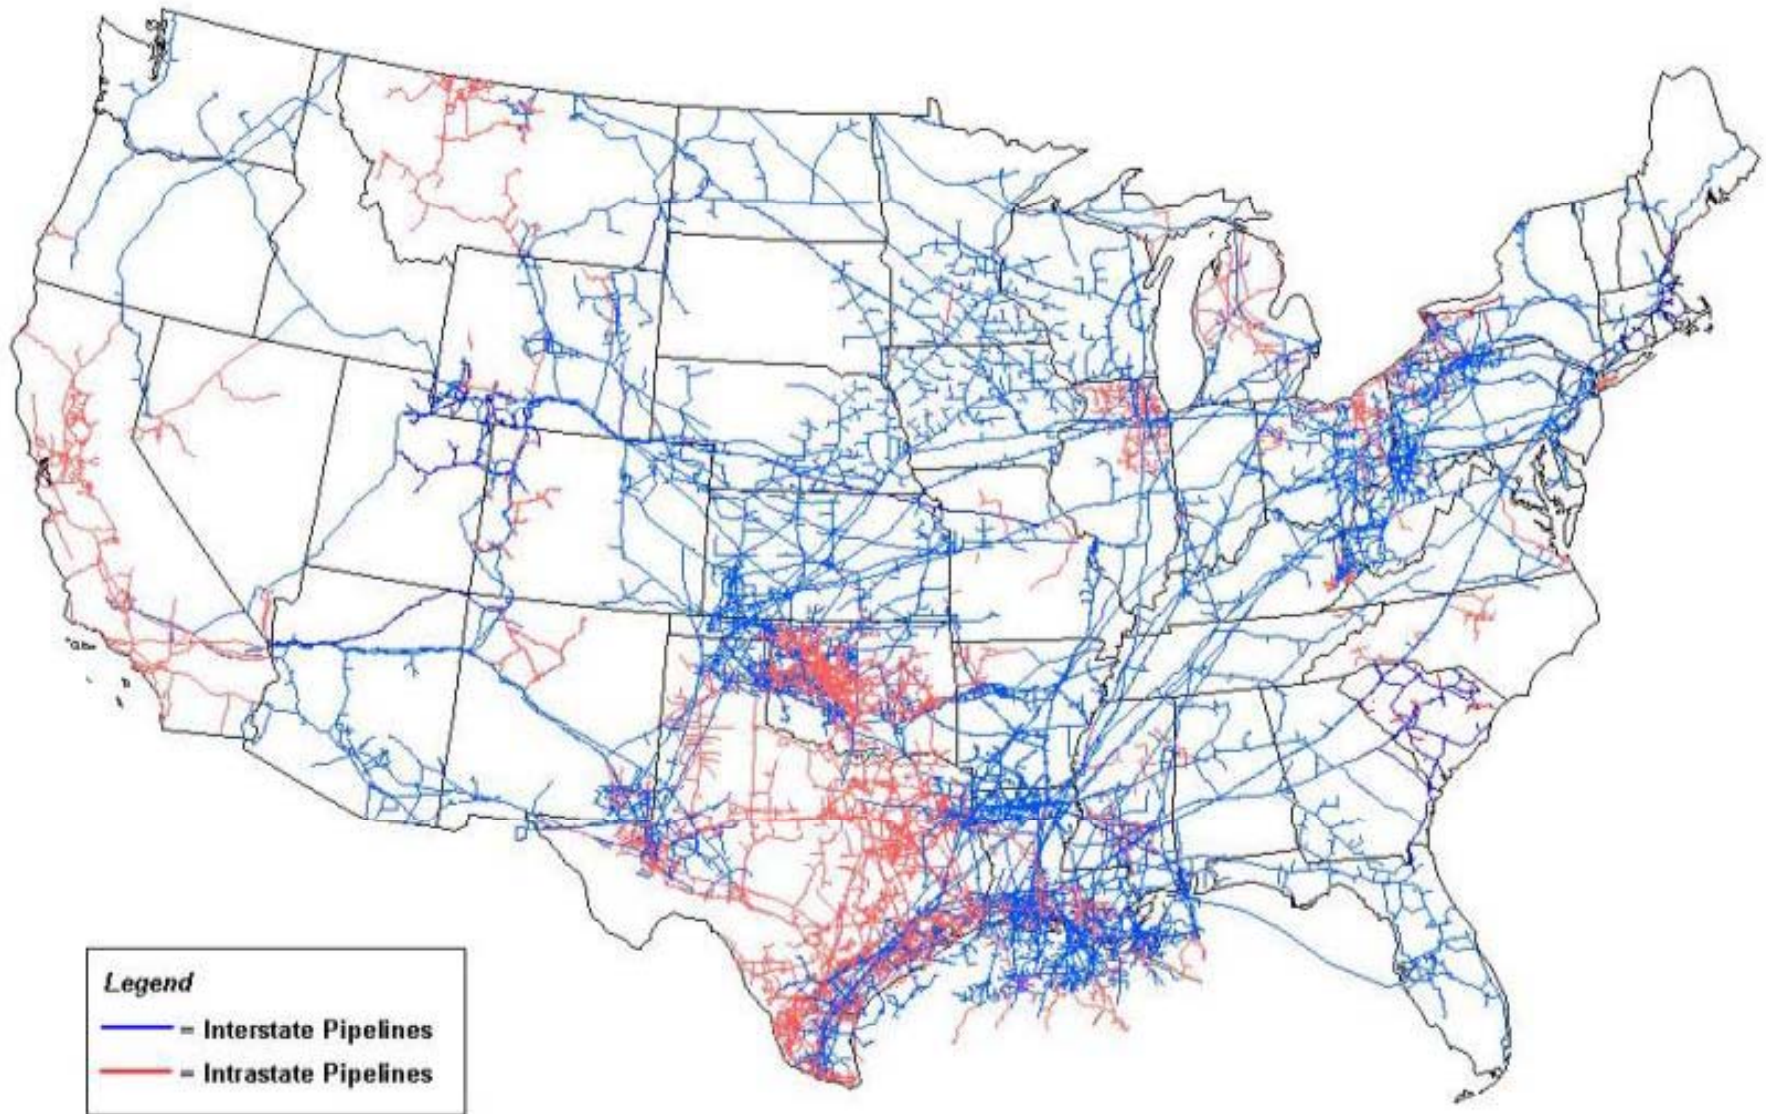 Legend
= Interstate Pipelines
= Intrastate Pipelines